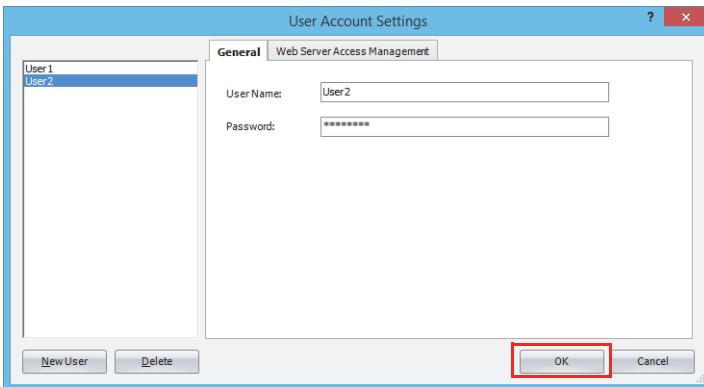 User Account Settings
? ×
General Web Server Access Management
User1
User2
User Name: User2
Password: ********
New User Delete OK Cancel